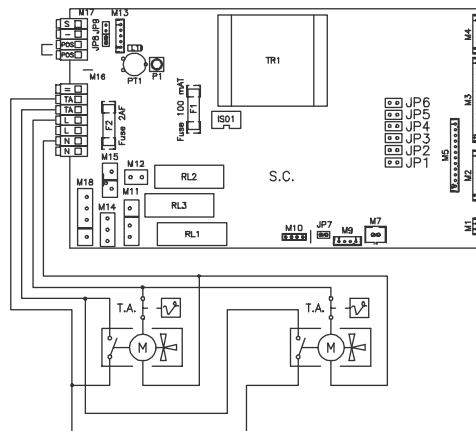 M17
S
–
POS
POS
JP9
JP8
M13
PT1
P1
TR1
M4
M16
=
TA
TA
L
L
N
N
F2
Fuse 2AF
F1
Fuse 100 mAT
ISO1
JP6
JP5
JP4
JP3
JP2
JP1
M3
M5
M15
M12
RL2
S.C.
M2
M18
M14
M11
RL3
RL1
M10
JP7
M9
M7
M1
T.A.
T.A.
M
M